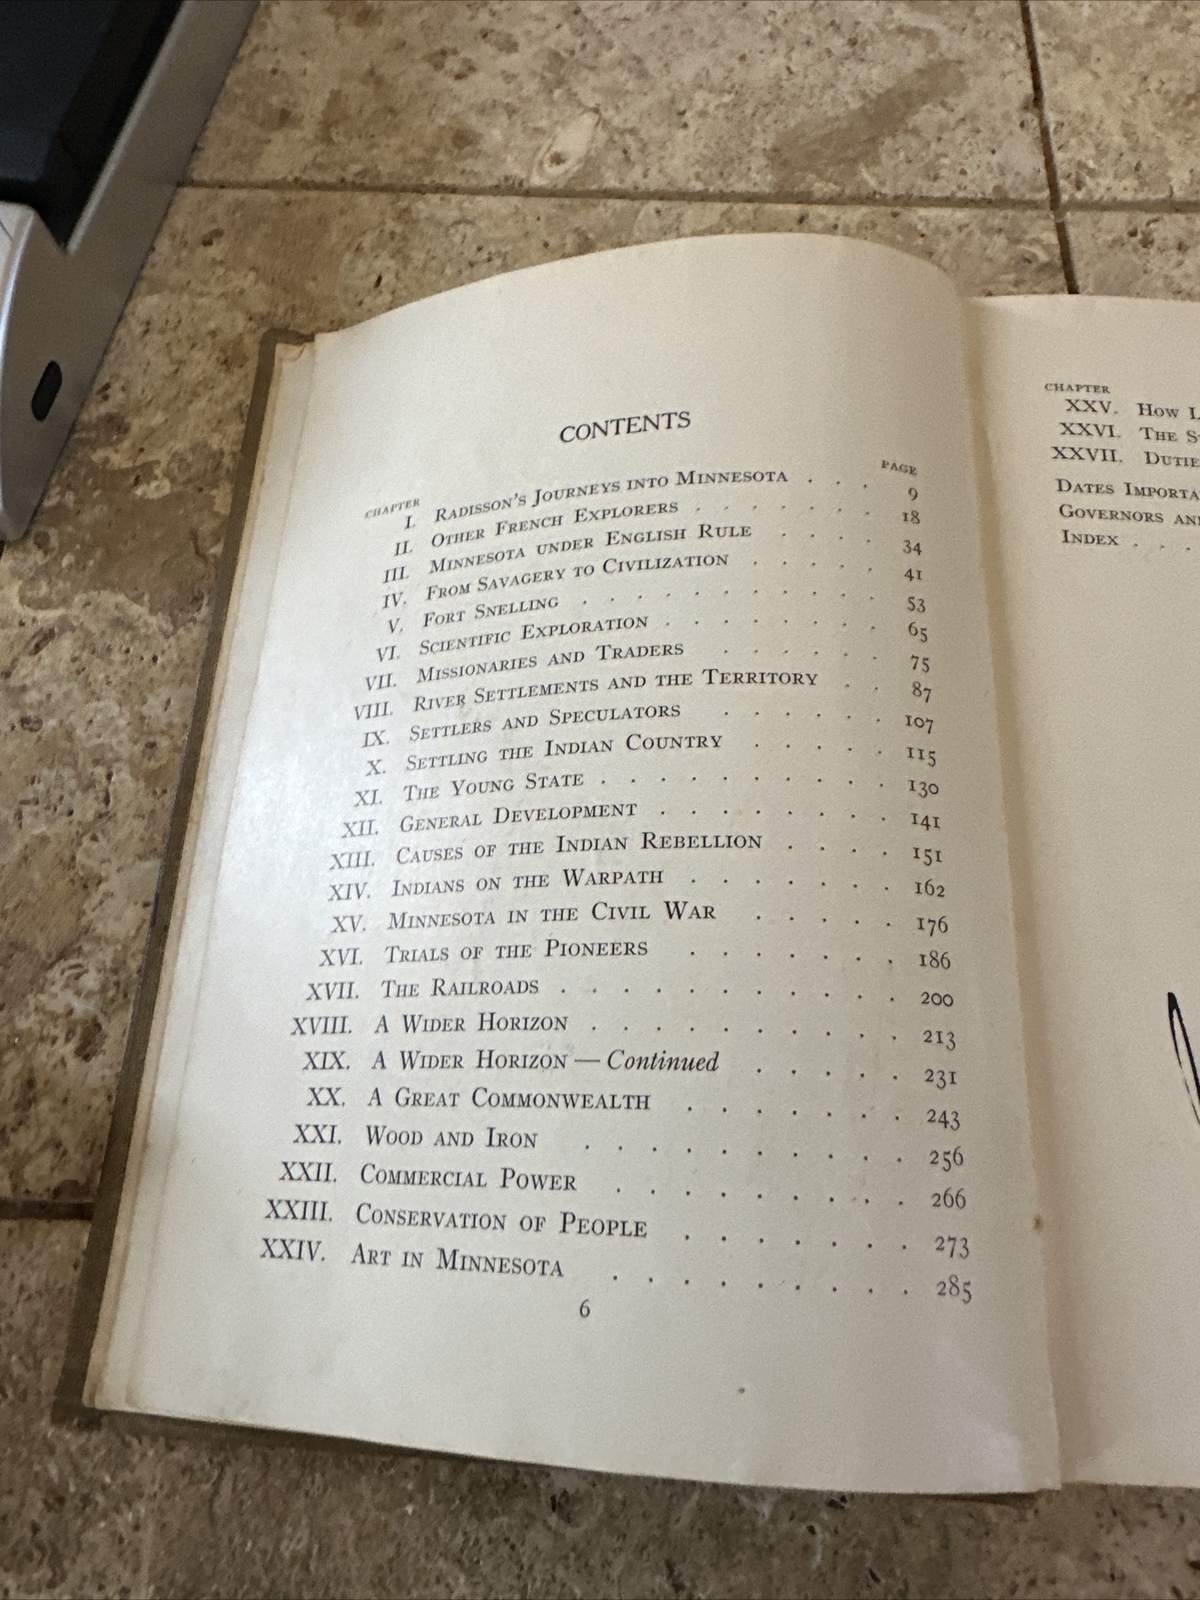 CONTENTS
CHAPTER PAGE
I. Radisson's Journeys into Minnesota . . . 9
II. Other French Explorers . . . . . . . 18
III. Minnesota under English Rule . . . . . 34
IV. From Savagery to Civilization . . . . . 41
V. Fort Snelling . . . . . . . . . . . 53
VI. Scientific Exploration . . . . . . . . 65
VII. Missionaries and Traders . . . . . . 75
VIII. River Settlements and the Territory . . 87
IX. Settlers and Speculators . . . . . . 107
X. Settling the Indian Country . . . . . 115
XI. The Young State . . . . . . . . . . 130
XII. General Development . . . . . . . . 141
XIII. Causes of the Indian Rebellion . . . . 151
XIV. Indians on the Warpath . . . . . . . 162
XV. Minnesota in the Civil War . . . . . 176
XVI. Trials of the Pioneers . . . . . . . 186
XVII. The Railroads . . . . . . . . . . . 200
XVIII. A Wider Horizon . . . . . . . . . . 213
XIX. A Wider Horizon — Continued . . . . . 231
XX. A Great Commonwealth . . . . . . . 243
XXI. Wood and Iron . . . . . . . . . . 256
XXII. Commercial Power . . . . . . . . . 266
XXIII. Conservation of People . . . . . . . 273
XXIV. Art in Minnesota . . . . . . . . . 285
6
CHAPTER
XXV. How
XXVI. The
XXVII.
Dates
Governors
Index . . .